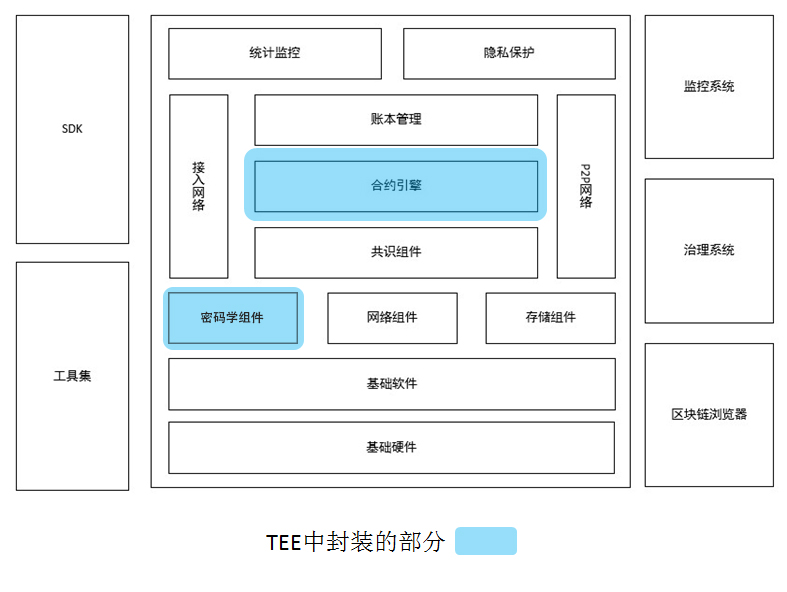 SDK
工具集
统计监控
隐私保护
接入网络
账本管理
合约引擎
共识组件
P2P网络
密码学组件
网络组件
存储组件
基础软件
基础硬件
监控系统
治理系统
区块链浏览器
TEE中封装的部分